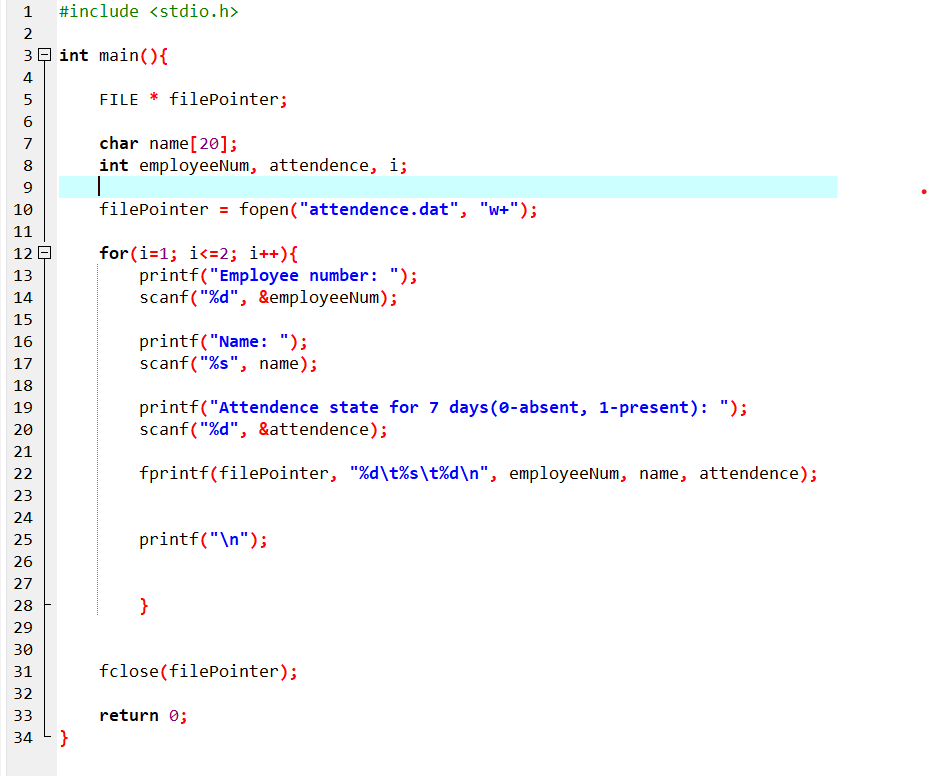 1 #include <stdio.h>
2
3 int main(){
4
5 FILE * filePointer;
6
7 char name[20];
8 int employeeNum, attendence, i;
9
10 filePointer = fopen("attendence.dat", "w+");
11
12 for(i=1; i<=2; i++){
13 printf("Employee number: ");
14 scanf("%d", &employeeNum);
15
16 printf("Name: ");
17 scanf("%s", name);
18
19 printf("Attendence state for 7 days(0-absent, 1-present): ");
20 scanf("%d", &attendence);
21
22 fprintf(filePointer, "%d\t%s\t%d\n", employeeNum, name, attendence);
23
24
25 printf("\n");
26
27
28 }
29
30
31 fclose(filePointer);
32
33 return 0;
34 }